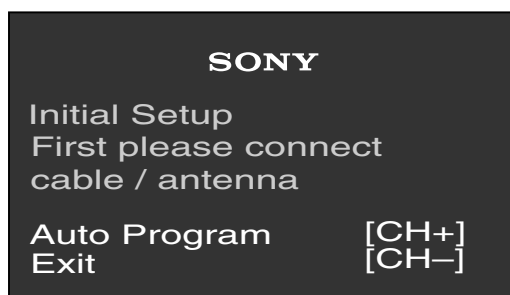 SONY
Initial Setup
First please connect
cable / antenna
Auto Program [CH+]
Exit [CH–]